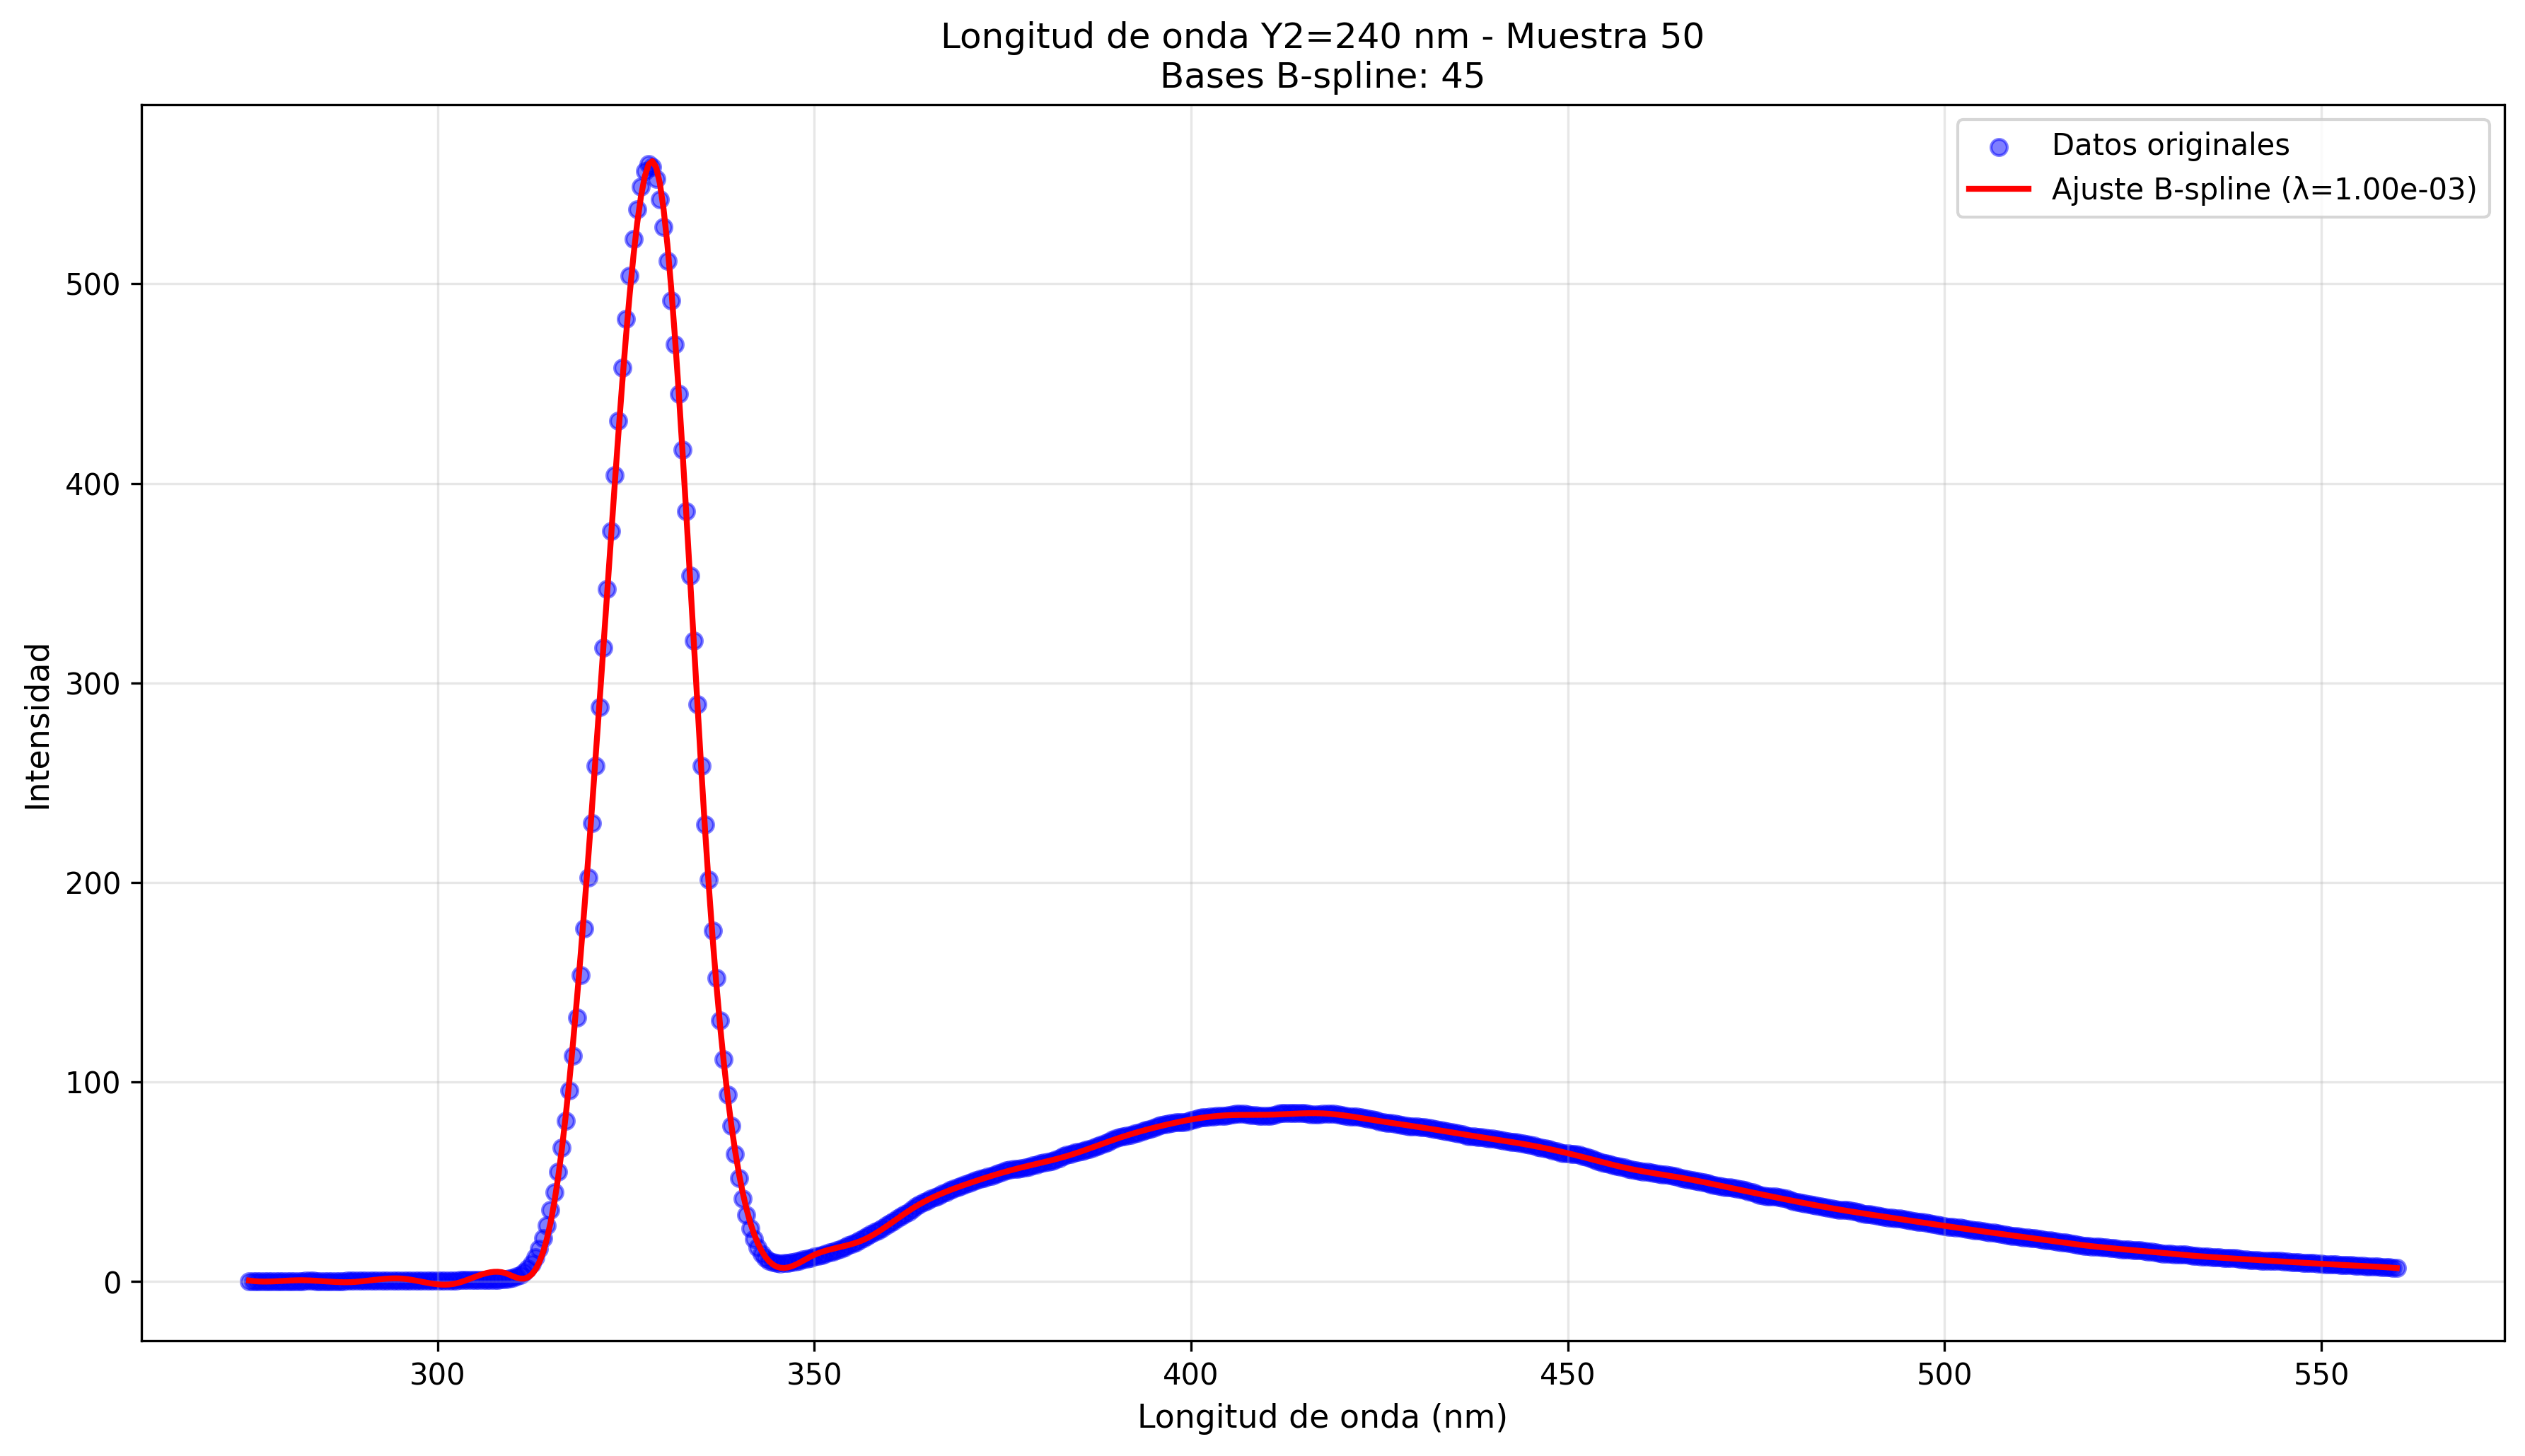 Longitud de onda Y2=240 nm - Muestra 50
Bases B-spline: 45
Datos originales
Ajuste B-spline (λ=1.00e-03)
Intensidad
500
400
300
200
100
0
300
350
400
450
500
550
Longitud de onda (nm)